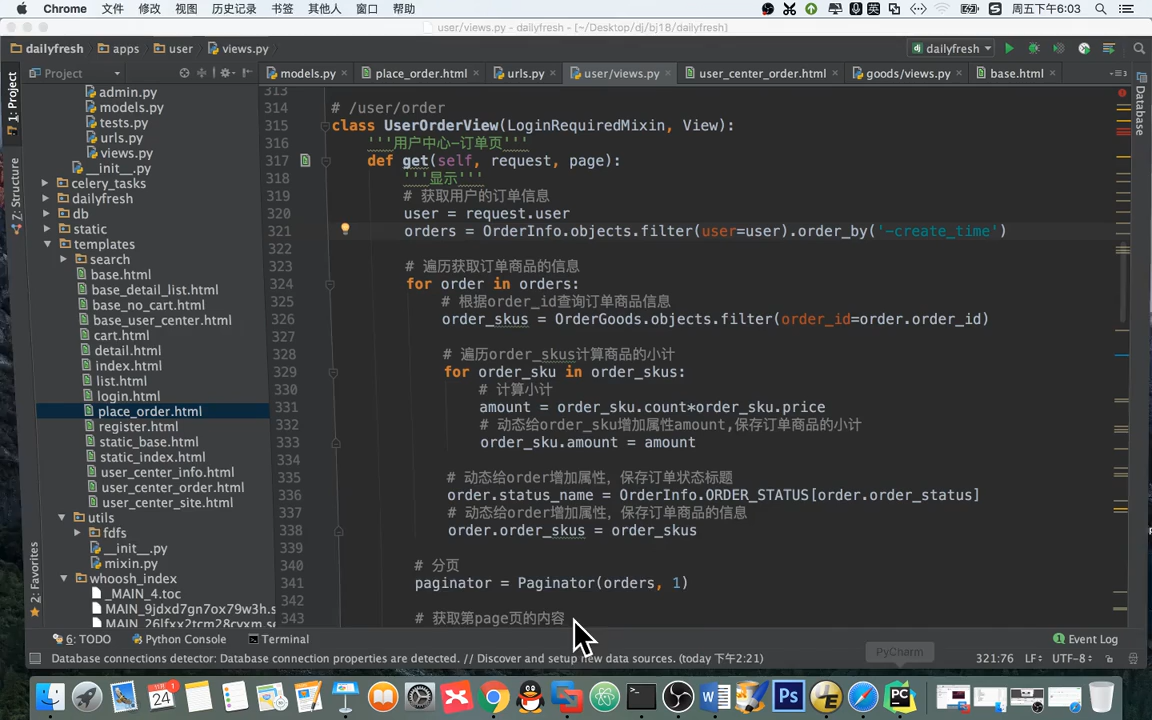 Chrome 文件 修改 视图 历史记录 书签 其他人 窗口 帮助 周五下午6:03
user/views.py - dailyfresh - [~/Desktop/dj/bj18/dailyfresh]
dailyfresh apps user views.py dailyfresh
Project models.py place_order.html urls.py user/views.py user_center_order.html goods/views.py base.html
1: Project
7: Structure
2: Favorites
Database
admin.py
models.py
tests.py
urls.py
views.py
__init__.py
celery_tasks
dailyfresh
db
static
templates
search
base.html
base_detail_list.html
base_no_cart.html
base_user_center.html
cart.html
detail.html
index.html
list.html
login.html
place_order.html
register.html
static_base.html
static_index.html
user_center_info.html
user_center_order.html
user_center_site.html
utils
fdfs
__init__.py
mixin.py
whoosh_index
_MAIN_4.toc
MAIN_9jdxd7gn7ox79w3h.s
313
314 # /user/order
315 class UserOrderView(LoginRequiredMixin, View):
316 '''用户中心-订单页'''
317 def get(self, request, page):
318 '''显示'''
319 # 获取用户的订单信息
320 user = request.user
321 orders = OrderInfo.objects.filter(user=user).order_by('-create_time')
322
323 # 遍历获取订单商品的信息
324 for order in orders:
325 # 根据order_id查询订单商品信息
326 order_skus = OrderGoods.objects.filter(order_id=order.order_id)
327
328 # 遍历order_skus计算商品的小计
329 for order_sku in order_skus:
330 # 计算小计
331 amount = order_sku.count*order_sku.price
332 # 动态给order_sku增加属性amount,保存订单商品的小计
333 order_sku.amount = amount
334
335 # 动态给order增加属性，保存订单状态标题
336 order.status_name = OrderInfo.ORDER_STATUS[order.order_status]
337 # 动态给order增加属性，保存订单商品的信息
338 order.order_skus = order_skus
339
340 # 分页
341 paginator = Paginator(orders, 1)
342
343 # 获取第page页的内容
6: TODO Python Console Terminal Event Log
Database connections detector: Database connection properties are detected. // Discover and setup new data sources. (today 下午2:21) 321:76 LF UTF-8
PyCharm
24
1